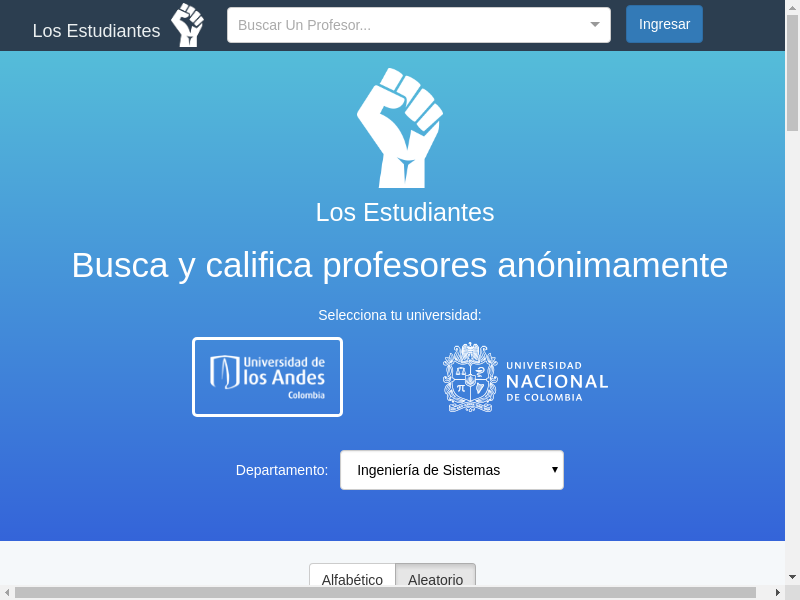 Los Estudiantes
Buscar Un Profesor...
Ingresar
Los Estudiantes
Busca y califica profesores anónimamente
Selecciona tu universidad:
Universidad de
los Andes
Colombia
UNIVERSIDAD
NACIONAL
DE COLOMBIA
Departamento:
Ingeniería de Sistemas
Alfabético
Aleatorio